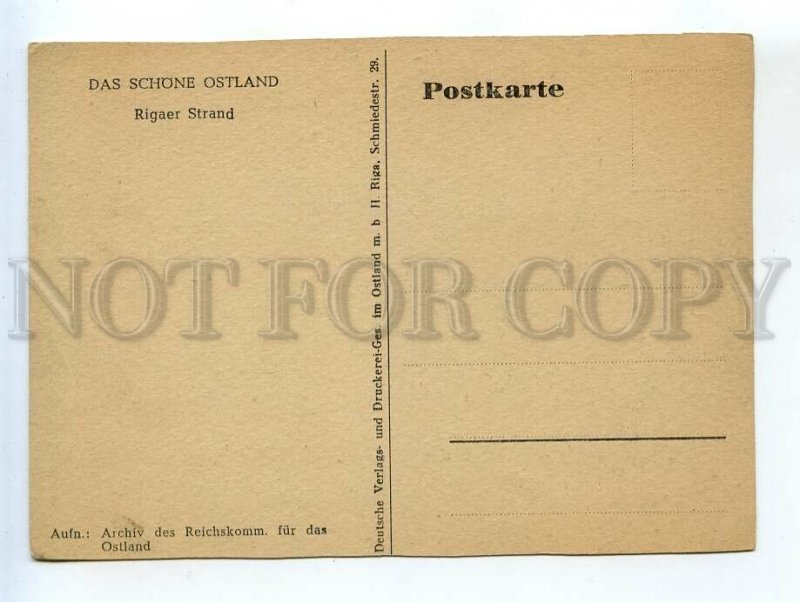 DAS SCHÖNE OSTLAND
Rigaer Strand
Aufn.: Archiv des Reichskomm. für das
Ostland
Deutsche Verlags- und Druckerei-Ges. im Ostland m. b H. Riga, Schmiedestr. 29.
Postkarte
NOT FOR COPY